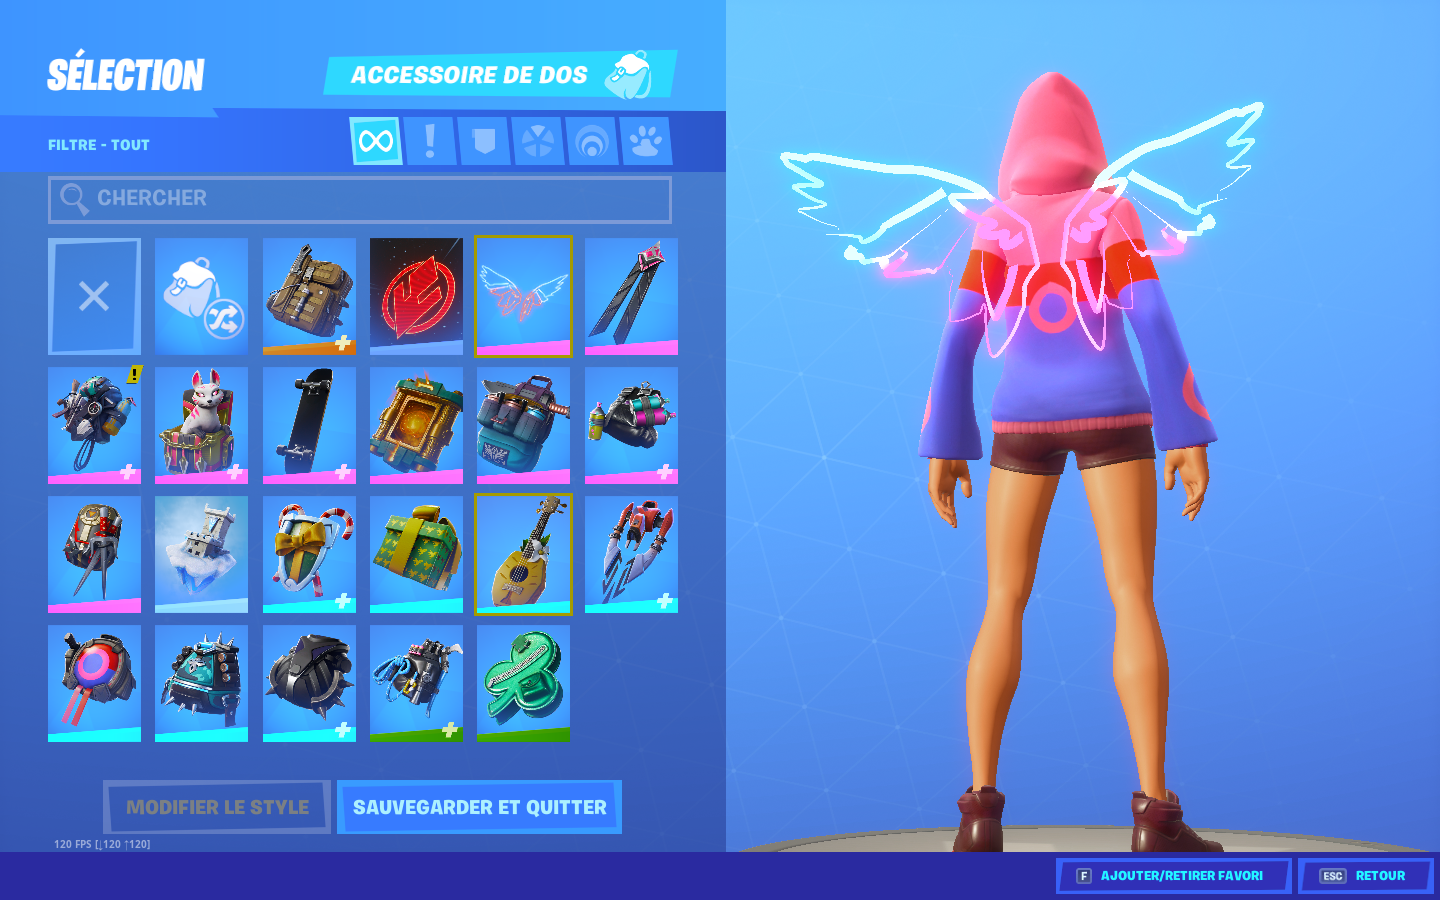 SÉLECTION
ACCESSOIRE DE DOS
FILTRE - TOUT
CHERCHER
MODIFIER LE STYLE
SAUVEGARDER ET QUITTER
120 FPS [↓120 ↑120]
F AJOUTER/RETIRER FAVORI
ESC RETOUR